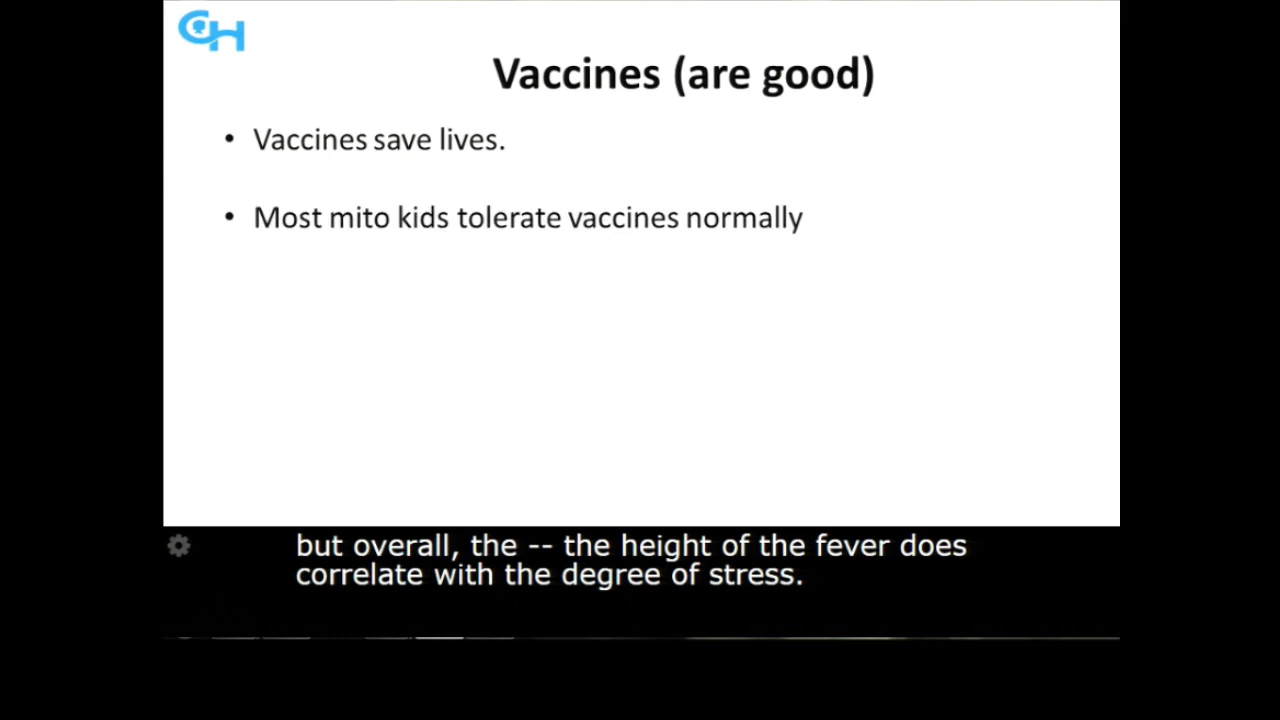 CH
Vaccines (are good)
• Vaccines save lives.
• Most mito kids tolerate vaccines normally
but overall, the -- the height of the fever does
correlate with the degree of stress.